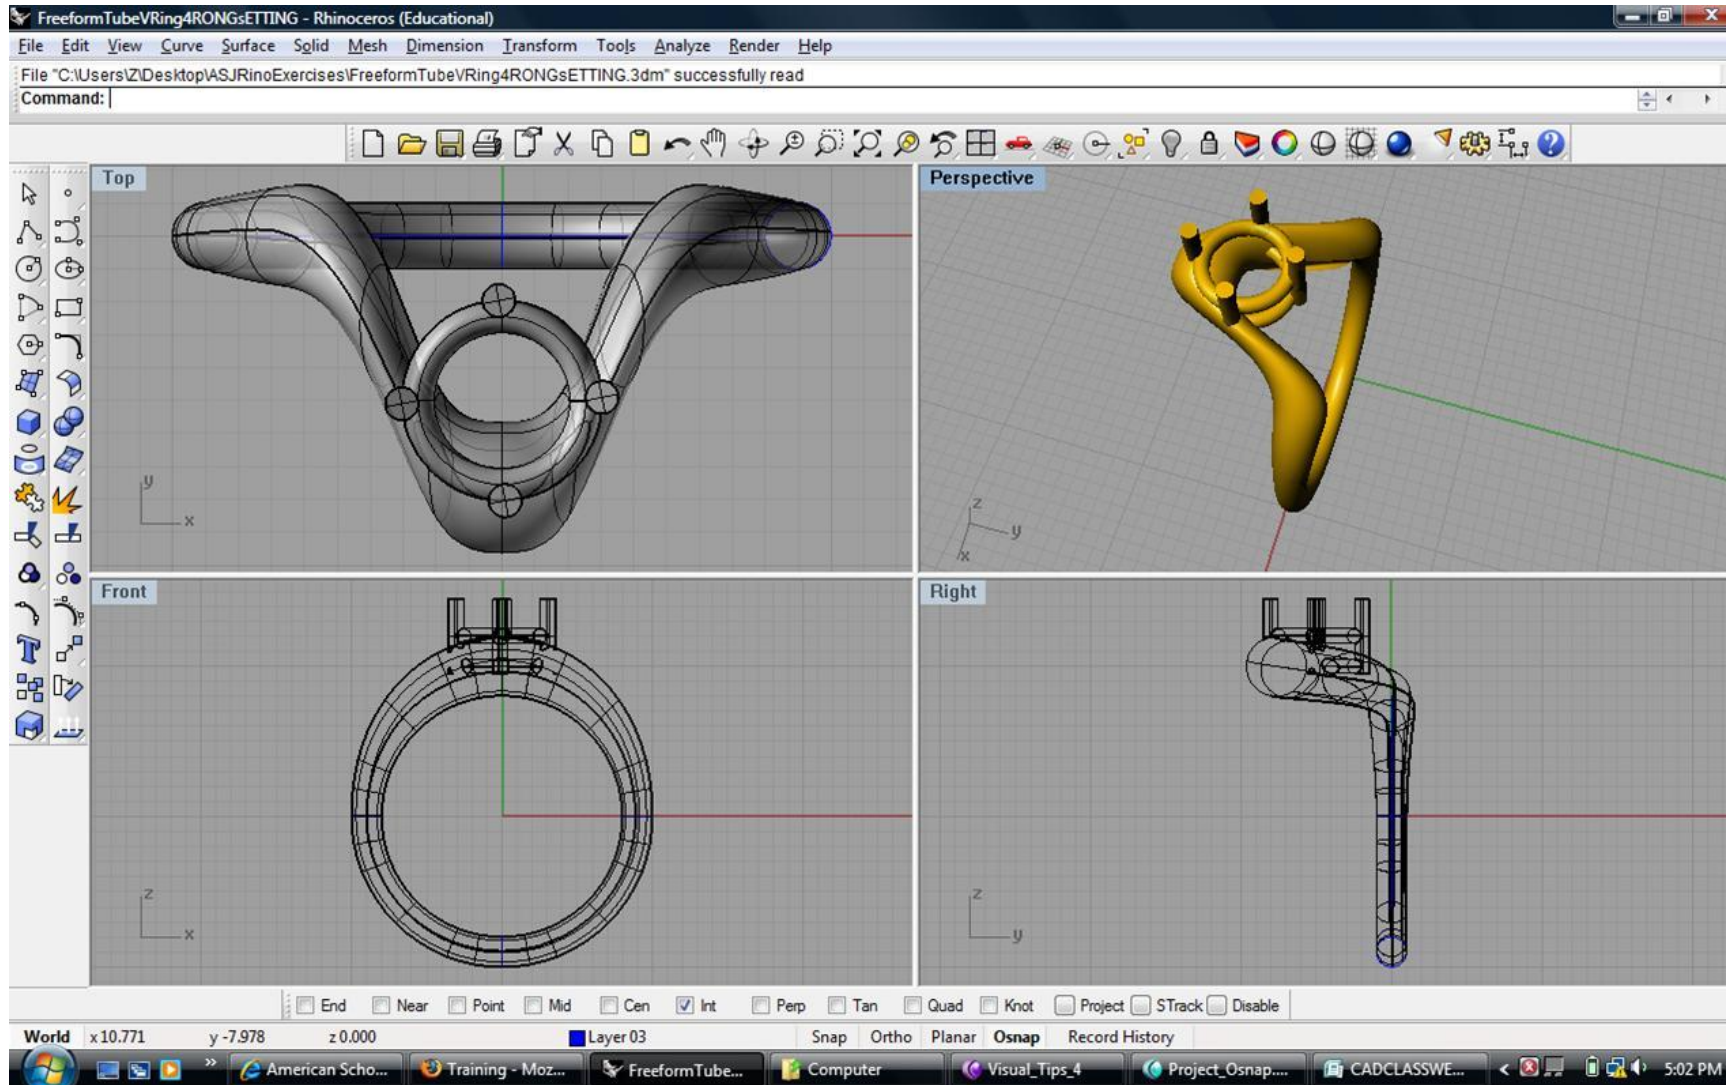 FreeformTubeVRing4RONGsETTING - Rhinoceros (Educational)
File Edit View Curve Surface Solid Mesh Dimension Transform Tools Analyze Render Help
File "C:\Users\Z\Desktop\ASJRinoExercises\FreeformTubeVRing4RONGsETTING.3dm" successfully read
Command:
Top
y
x
Perspective
z
y
x
Front
z
x
Right
z
y
End Near Point Mid Cen Int Perp Tan Quad Knot Project STrack Disable
World x 10.771 y -7.978 z 0.000 Layer 03 Snap Ortho Planar Osnap Record History
American Scho... Training - Moz... FreeformTube... Computer Visual_Tips_4 Project_Osnap.... CADCLASSWE... 5:02 PM